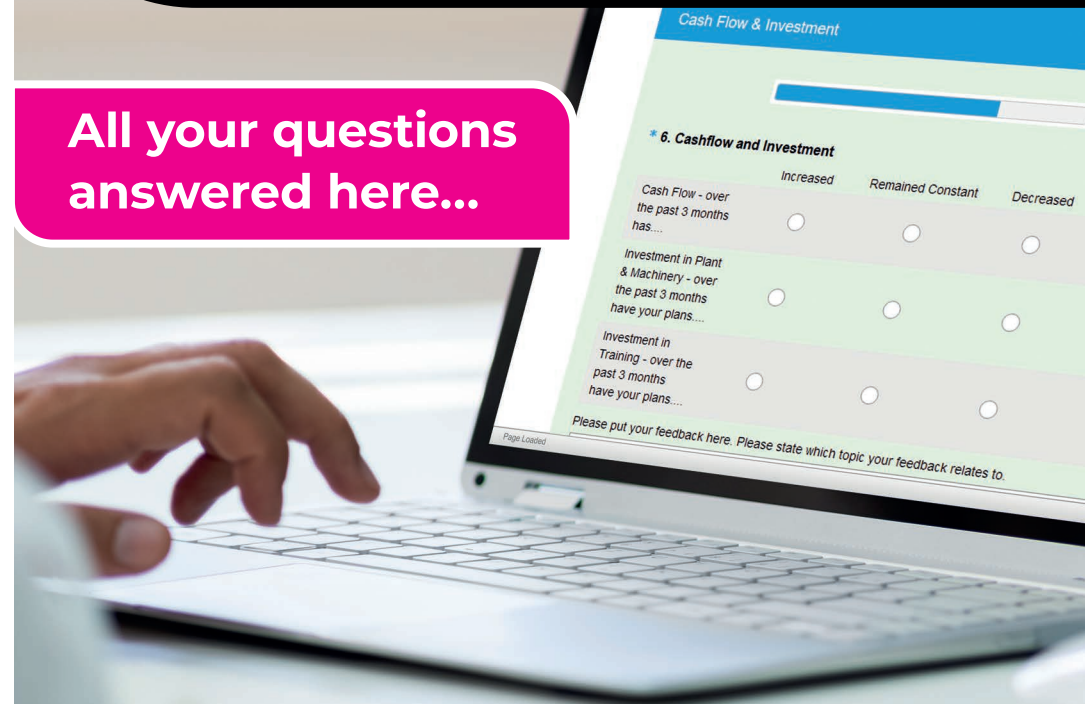 All your questions
answered here...
Cash Flow & Investment
* 6. Cashflow and Investment
Increased Remained Constant Decreased
Cash Flow - over
the past 3 months
has....
Investment in Plant
& Machinery - over
the past 3 months
have your plans....
Investment in
Training - over the
past 3 months
have your plans....
Please put your feedback here. Please state which topic your feedback relates to.
Page Loaded